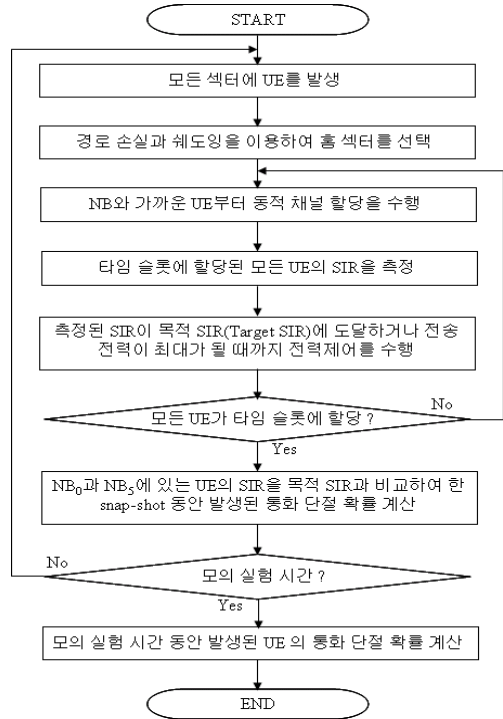 START
모든 섹터에 UE를 발생
경로 손실과 쉐도잉을 이용하여 홈 섹터를 선택
NB와 가까운 UE부터 동적 채널 할당을 수행
타임 슬롯에 할당된 모든 UE의 SIR을 측정
측정된 SIR이 목적 SIR(Target SIR)에 도달하거나 전송
전력이 최대가 될 때까지 전력제어를 수행
모든 UE가 타임 슬롯에 할당 ?
No
Yes
NB₀과 NB₅에 있는 UE의 SIR을 목적 SIR과 비교하여 한
snap-shot 동안 발생된 통화 단절 확률 계산
No
모의 실험 시간 ?
Yes
모의 실험 시간 동안 발생된 UE 의 통화 단절 확률 계산
END